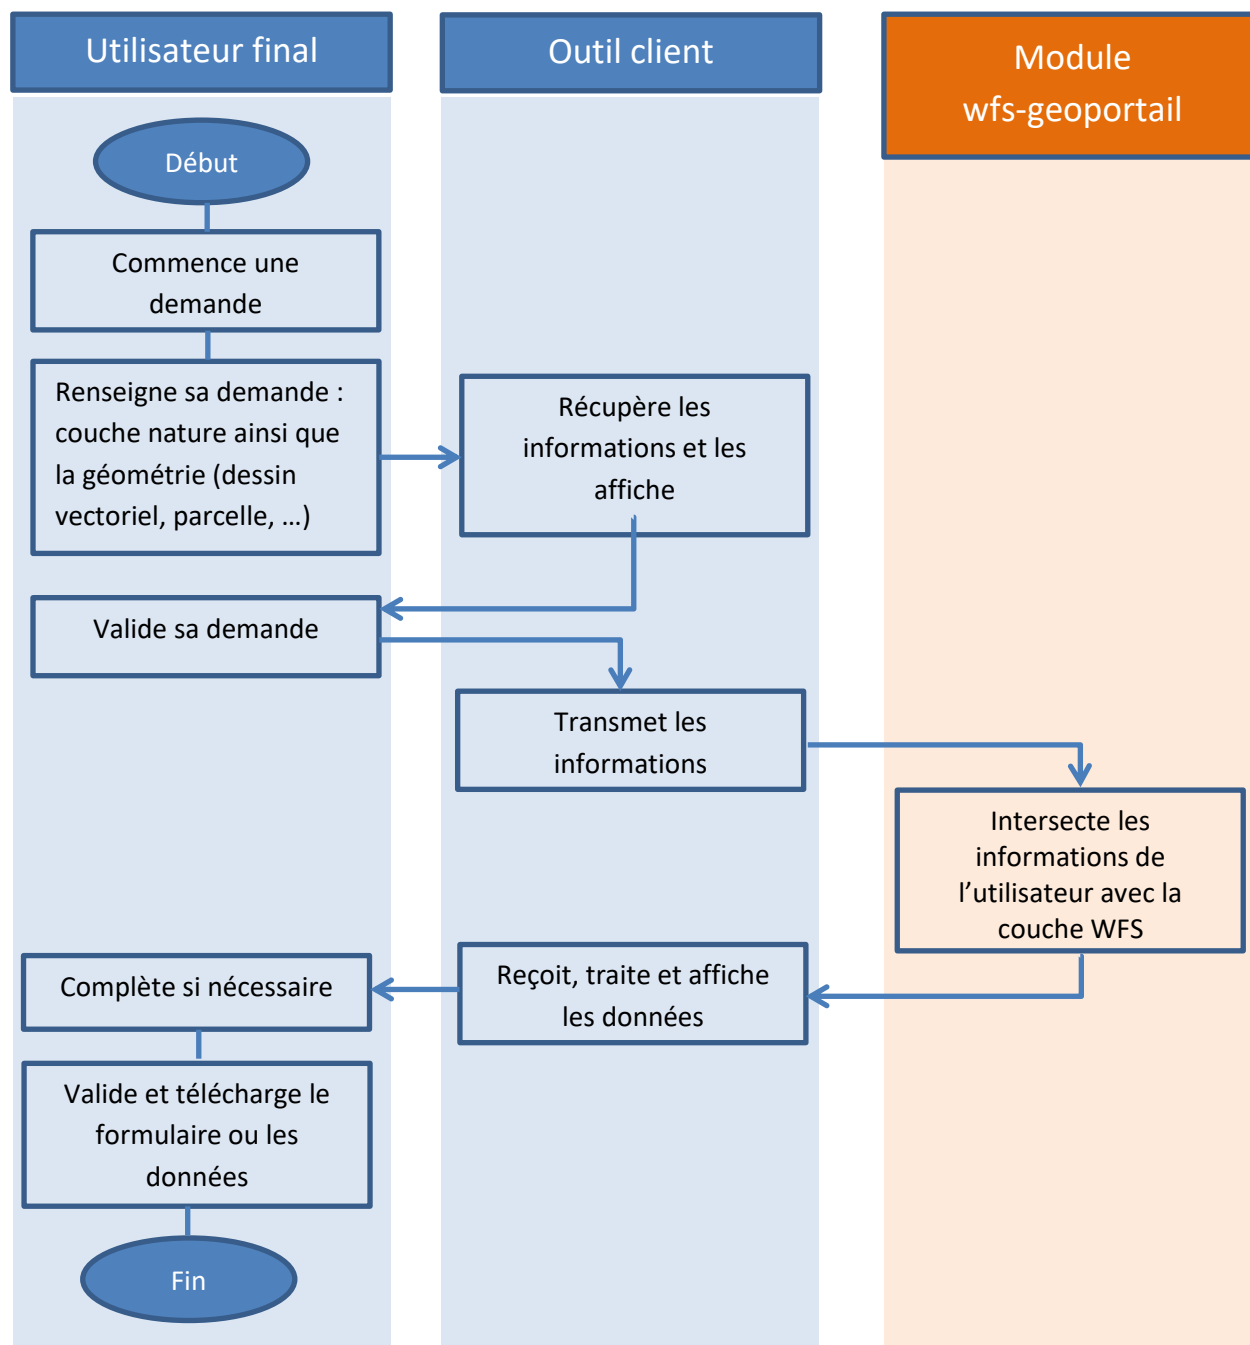 Utilisateur final
Outil client
Module
wfs-geoportail
Début
Commence une
demande
Renseigne sa demande :
couche nature ainsi que
la géométrie (dessin
vectoriel, parcelle, …)
Récupère les
informations et les
affiche
Valide sa demande
Transmet les
informations
Intersecte les
informations de
l’utilisateur avec la
couche WFS
Reçoit, traite et affiche
les données
Complète si nécessaire
Valide et télécharge le
formulaire ou les
données
Fin